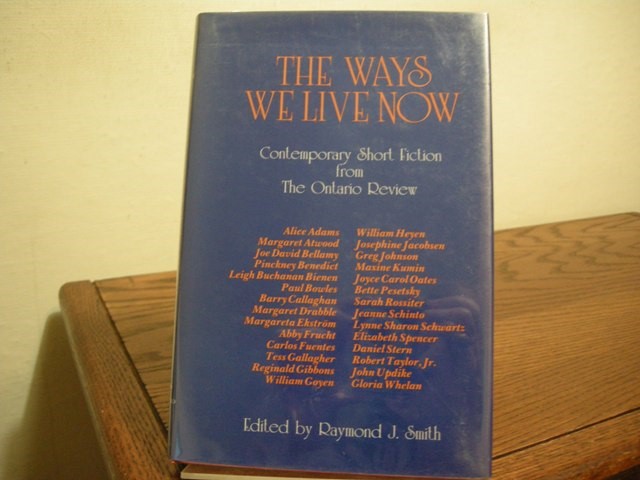 THE WAYS
WE LIVE NOW
Contemporary Short Fiction
from
The Ontario Review
Alice Adams
Margaret Atwood
Joe David Bellamy
Pinckney Benedict
Leigh Buchanan Bienen
Paul Bowles
Barry Callaghan
Margaret Drabble
Margareta Ekström
Abby Frucht
Carlos Fuentes
Tess Gallagher
Reginald Gibbons
William Goyen
William Heyen
Josephine Jacobsen
Greg Johnson
Maxine Kumin
Joyce Carol Oates
Bette Pesetsky
Sarah Rossiter
Jeanne Schinto
Lynne Sharon Schwartz
Elizabeth Spencer
Daniel Stern
Robert Taylor, Jr.
John Updike
Gloria Whelan
Edited by Raymond J. Smith